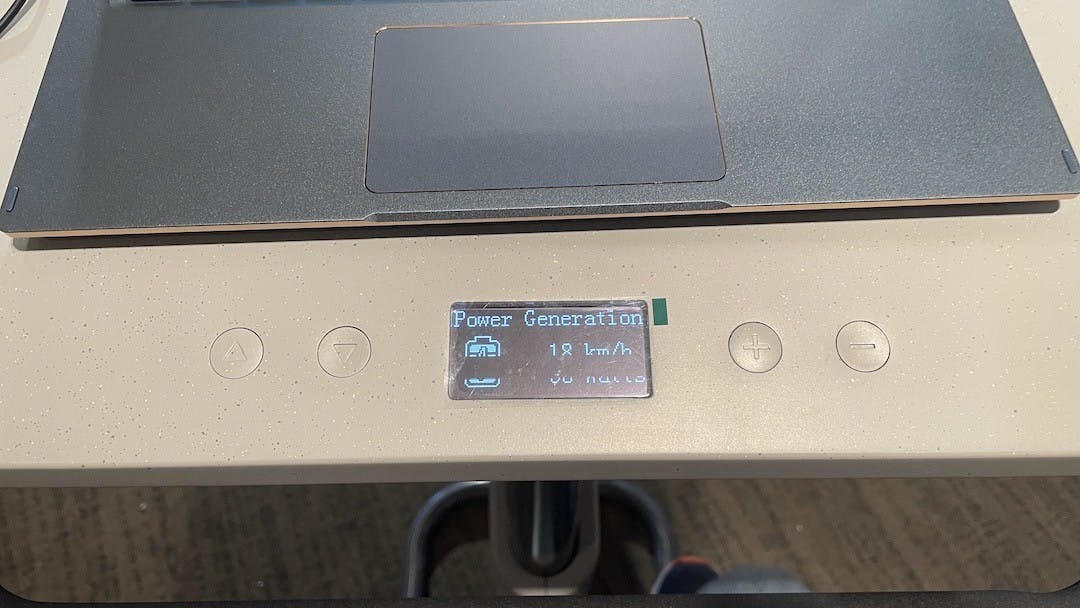 Power Generation
18 km/h